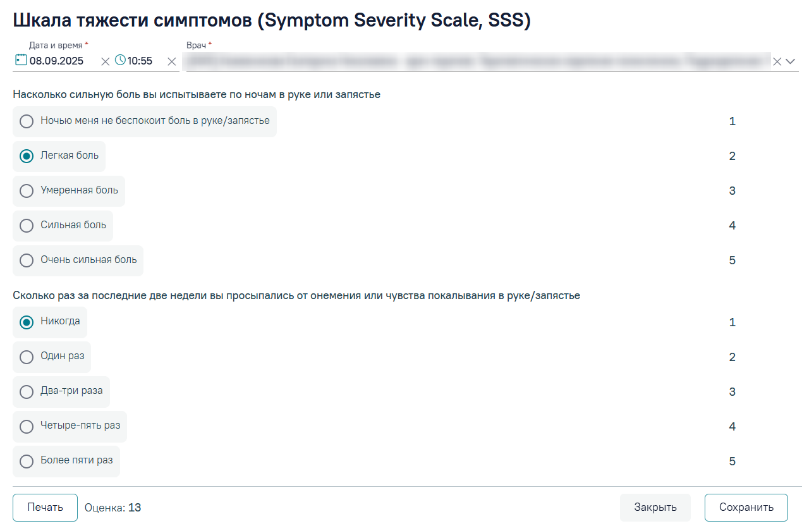 Шкала тяжести симптомов (Symptom Severity Scale, SSS)
Дата и время * Врач *
08.09.2025 10:55
Насколько сильную боль вы испытываете по ночам в руке или запястье
Ночью меня не беспокоит боль в руке/запястье 1
Легкая боль 2
Умеренная боль 3
Сильная боль 4
Очень сильная боль 5
Сколько раз за последние две недели вы просыпались от онемения или чувства покалывания в руке/запястье
Никогда 1
Один раз 2
Два-три раза 3
Четыре-пять раз 4
Более пяти раз 5
Печать Оценка: 13 Закрыть Сохранить